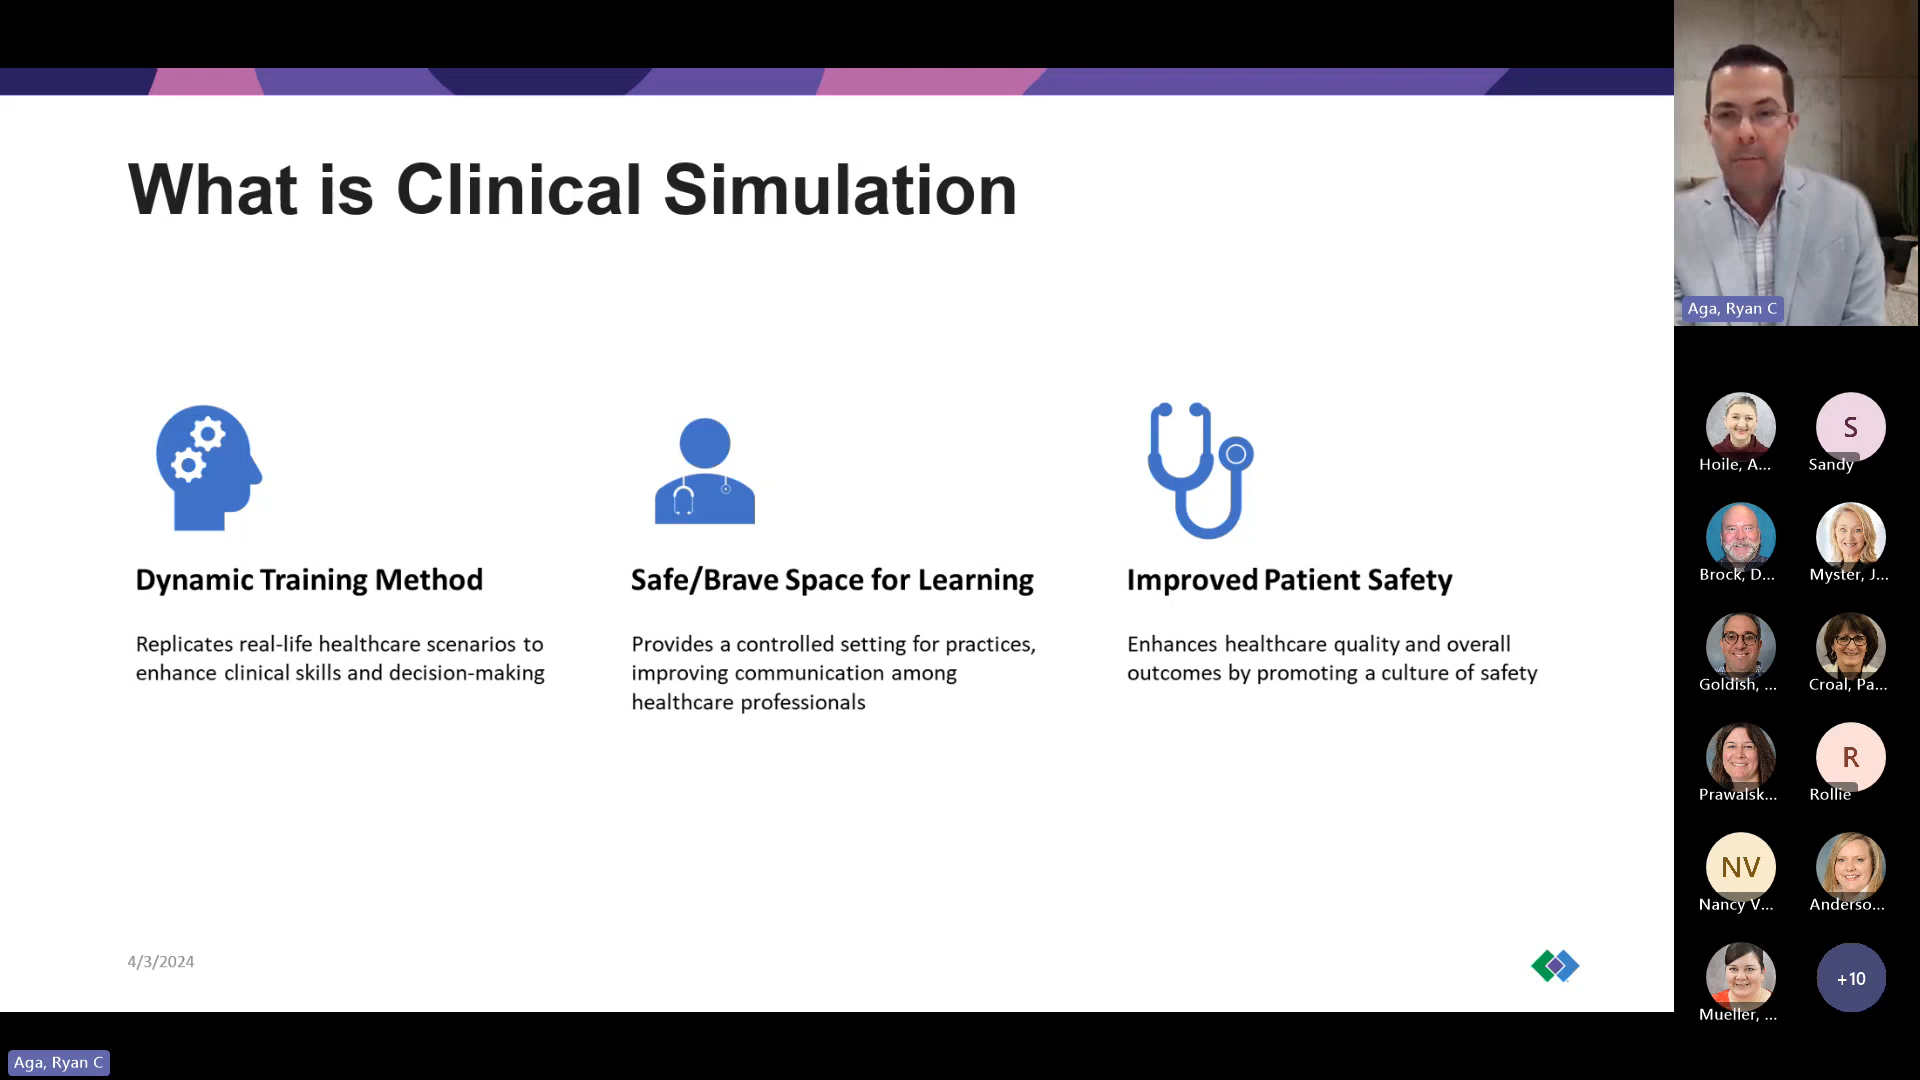 What is Clinical Simulation
Dynamic Training Method
Replicates real-life healthcare scenarios to
enhance clinical skills and decision-making
Safe/Brave Space for Learning
Provides a controlled setting for practices,
improving communication among
healthcare professionals
Improved Patient Safety
Enhances healthcare quality and overall
outcomes by promoting a culture of safety
4/3/2024
Aga, Ryan C
Aga, Ryan C
Hoile, A...
S
Sandy
Brock, D...
Myster, J...
Goldish, ...
Croal, Pa...
Prawalsk...
R
Rollie
NV
Nancy V...
Anderso...
Mueller, ...
+10